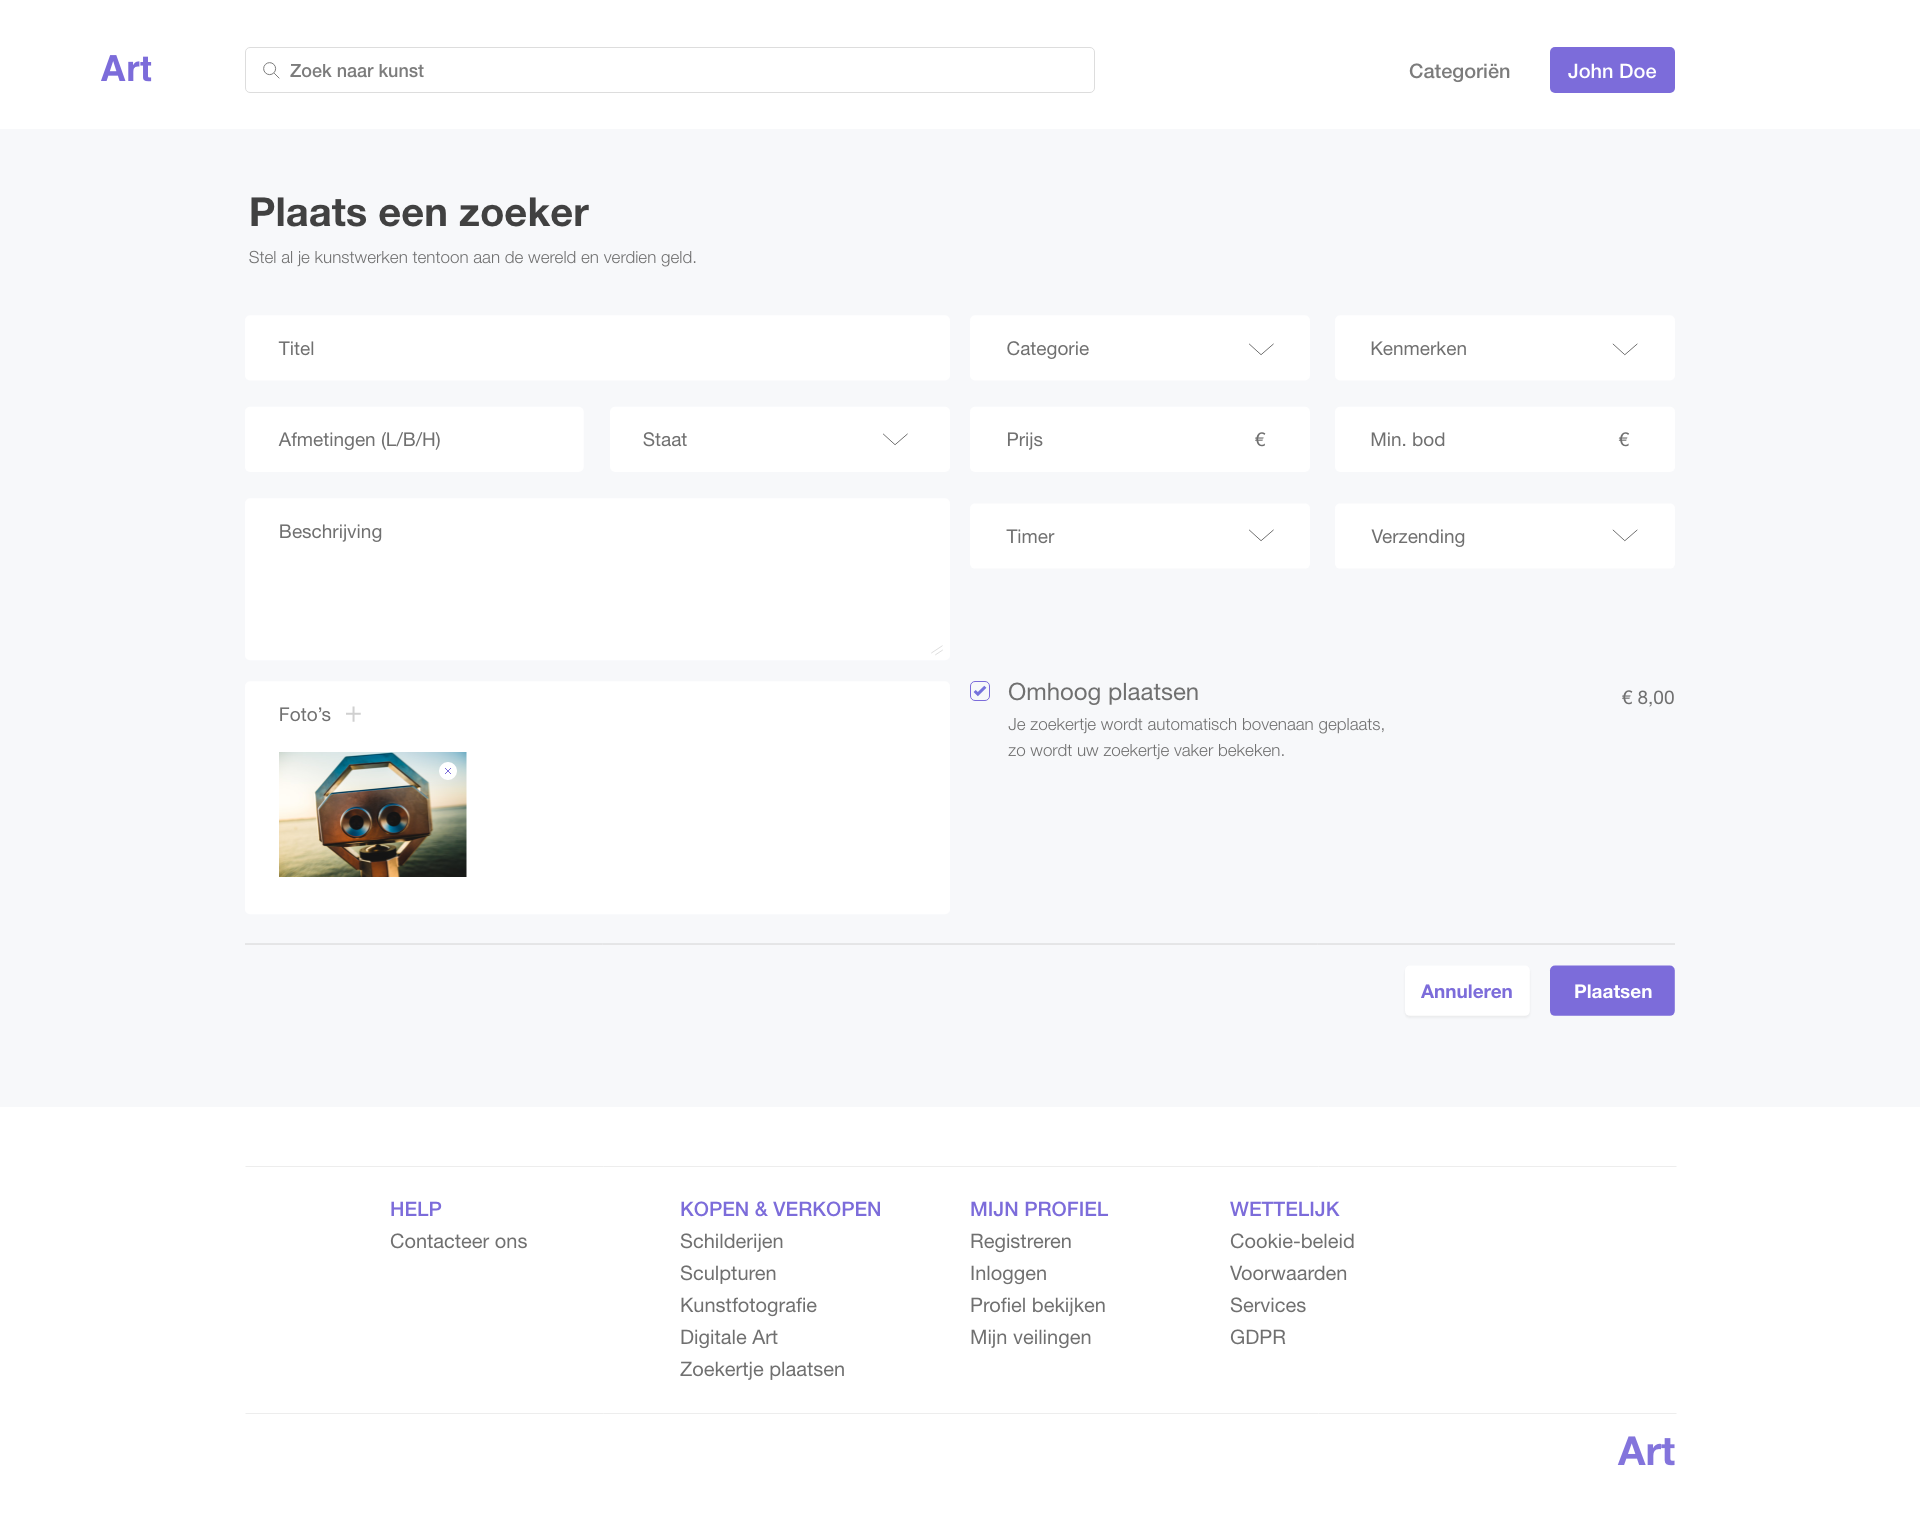 Art
Zoek naar kunst
Categoriën
John Doe
Plaats een zoeker
Stel al je kunstwerken tentoon aan de wereld en verdien geld.
Titel
Categorie
Kenmerken
Afmetingen (L/B/H)
Staat
Prijs €
Min. bod €
Beschrijving
Timer
Verzending
Foto's +
Omhoog plaatsen
€ 8,00
Je zoekertje wordt automatisch bovenaan geplaats,
zo wordt uw zoekertje vaker bekeken.
Annuleren
Plaatsen
HELP
Contacteer ons
KOPEN & VERKOPEN
Schilderijen
Sculpturen
Kunstfotografie
Digitale Art
Zoekertje plaatsen
MIJN PROFIEL
Registreren
Inloggen
Profiel bekijken
Mijn veilingen
WETTELIJK
Cookie-beleid
Voorwaarden
Services
GDPR
Art